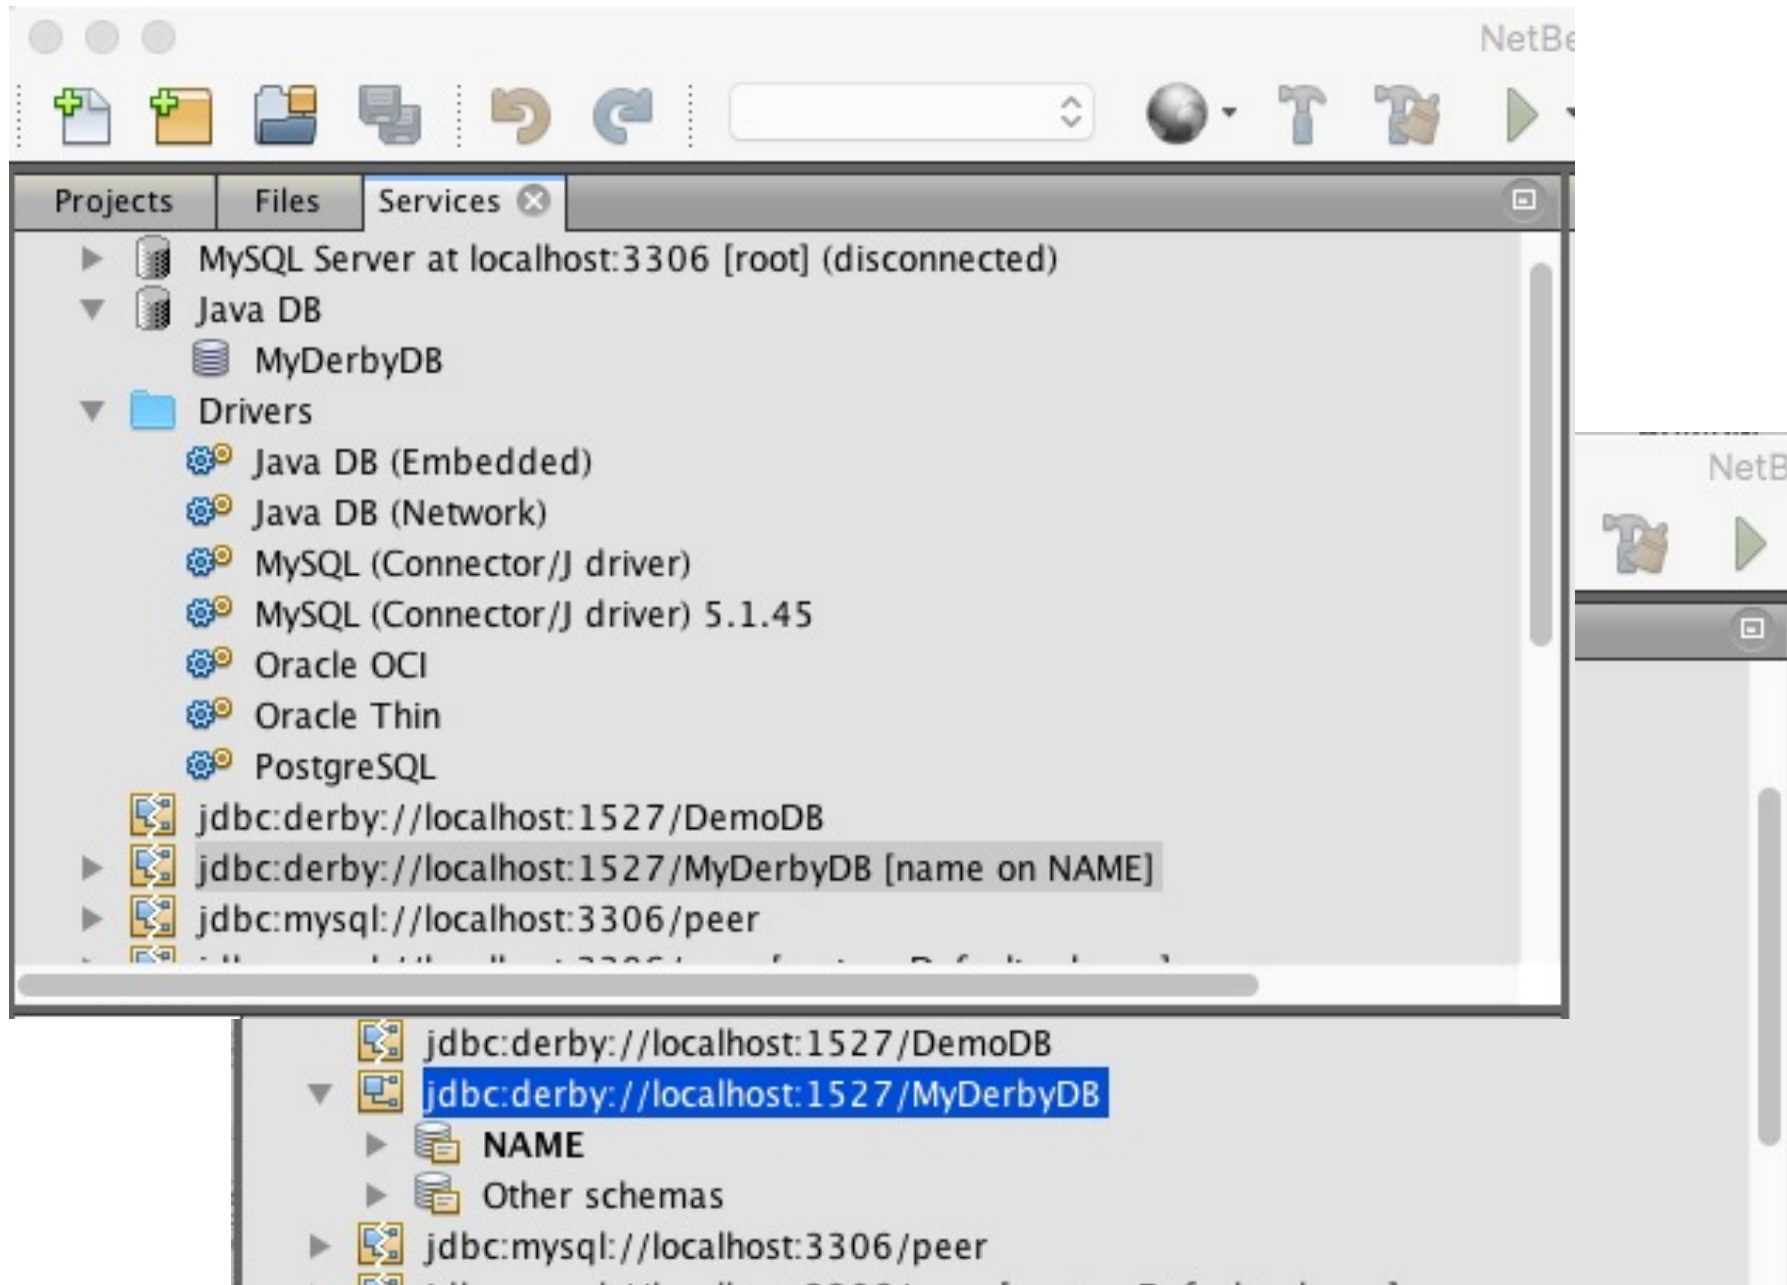 NetBe
Projects Files Services
MySQL Server at localhost:3306 [root] (disconnected)
Java DB
MyDerbyDB
Drivers
Java DB (Embedded)
Java DB (Network)
MySQL (Connector/J driver)
MySQL (Connector/J driver) 5.1.45
Oracle OCI
Oracle Thin
PostgreSQL
jdbc:derby://localhost:1527/DemoDB
jdbc:derby://localhost:1527/MyDerbyDB [name on NAME]
jdbc:mysql://localhost:3306/peer
NetB
jdbc:derby://localhost:1527/DemoDB
jdbc:derby://localhost:1527/MyDerbyDB
NAME
Other schemas
jdbc:mysql://localhost:3306/peer